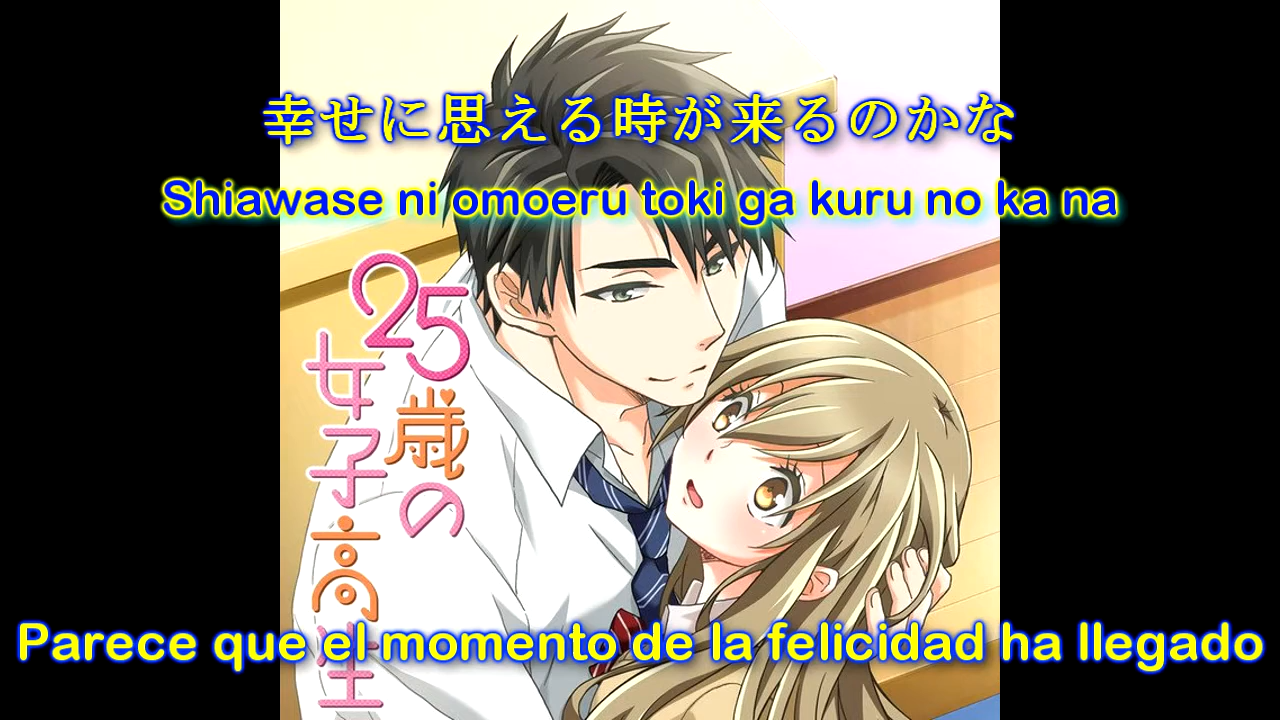 幸せに思える時が来るのかな
Shiawase ni omoeru toki ga kuru no ka na
25歳の
女子高生
Parece que el momento de la felicidad ha llegado